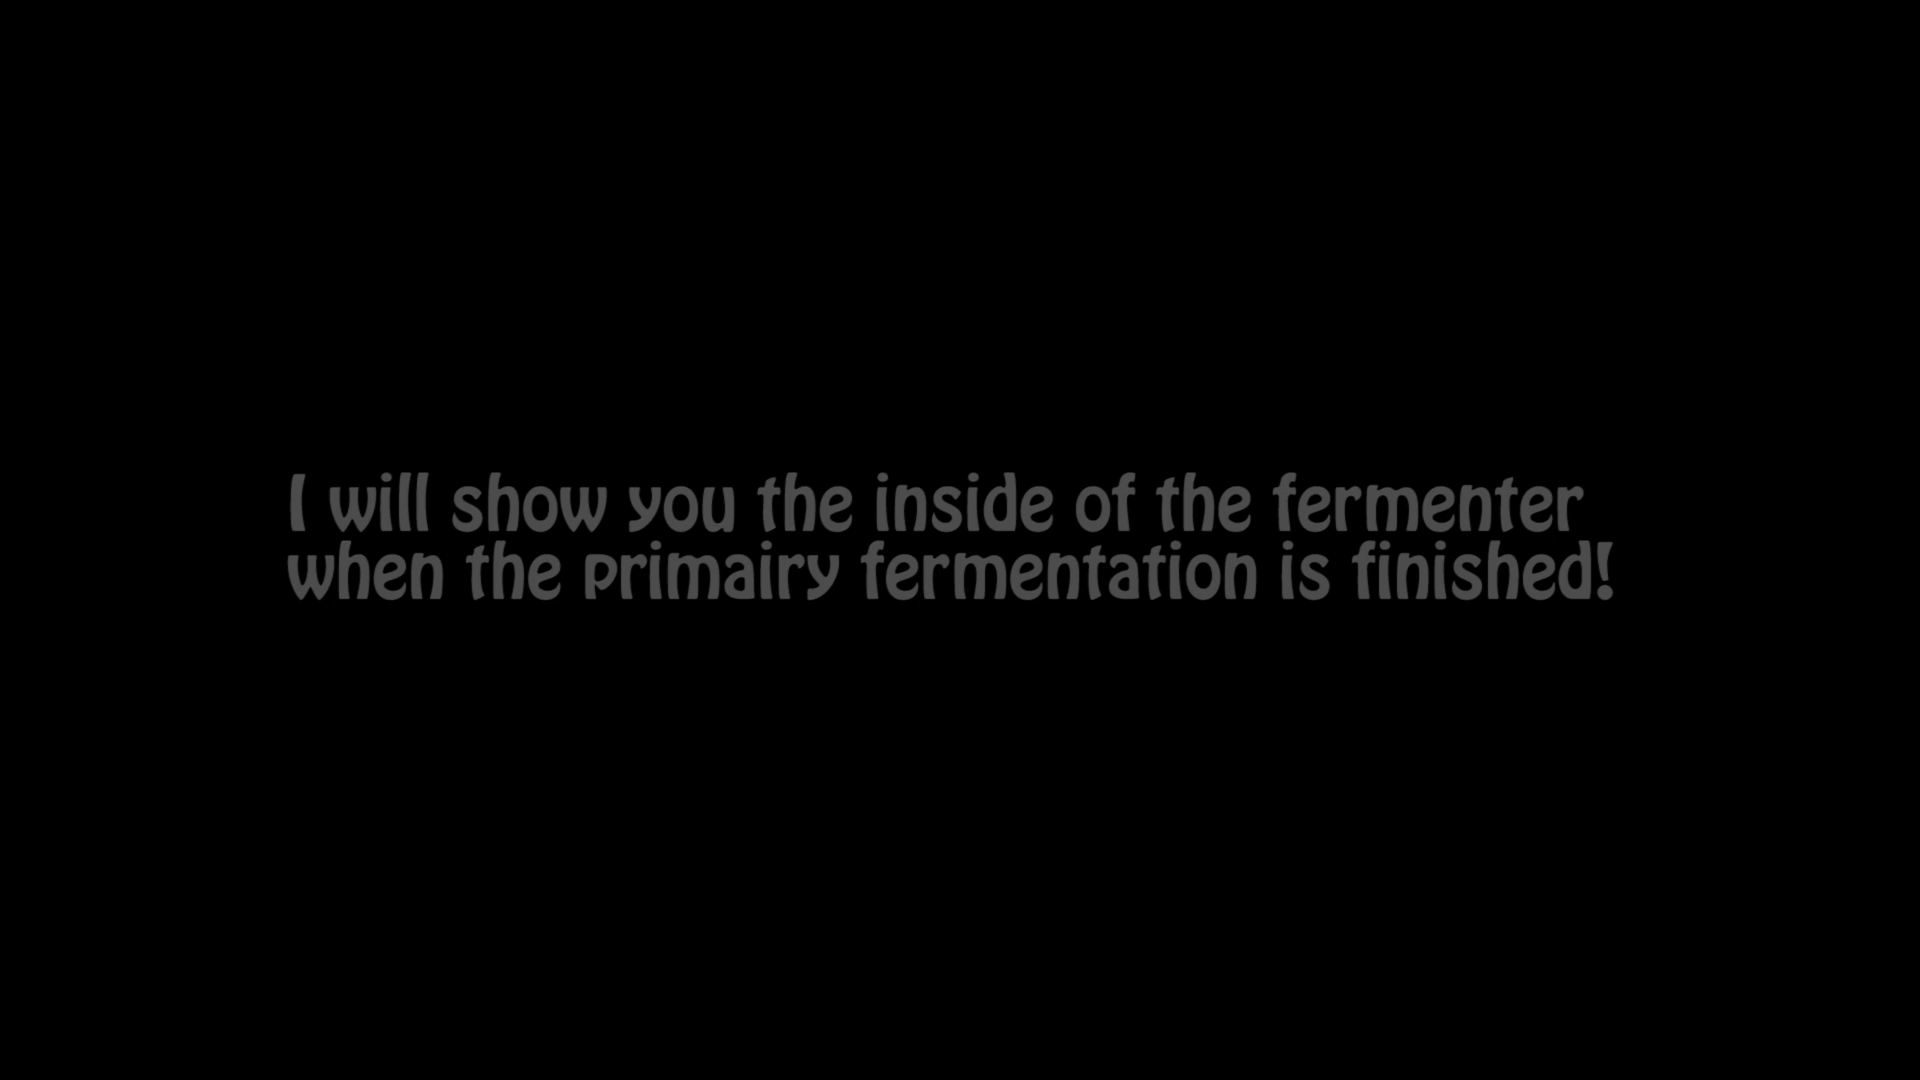 I will show you the inside of the fermenter
when the primairy fermentation is finished!